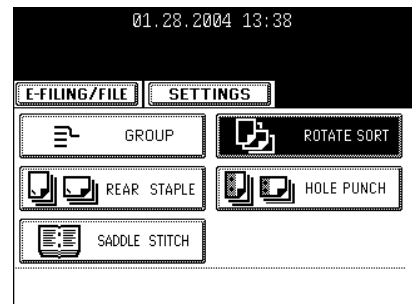 01.28.2004 13:38
E-FILING/FILE SETTINGS
GROUP ROTATE SORT
REAR STAPLE HOLE PUNCH
SADDLE STITCH